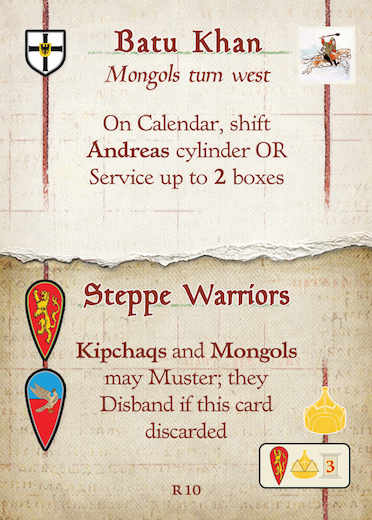 Batu Khan
Mongols turn west
On Calendar, shift
Andreas cylinder OR
Service up to 2 boxes
Steppe Warriors
Kipchaqs and Mongols
may Muster; they
Disband if this card
discarded
3
R10